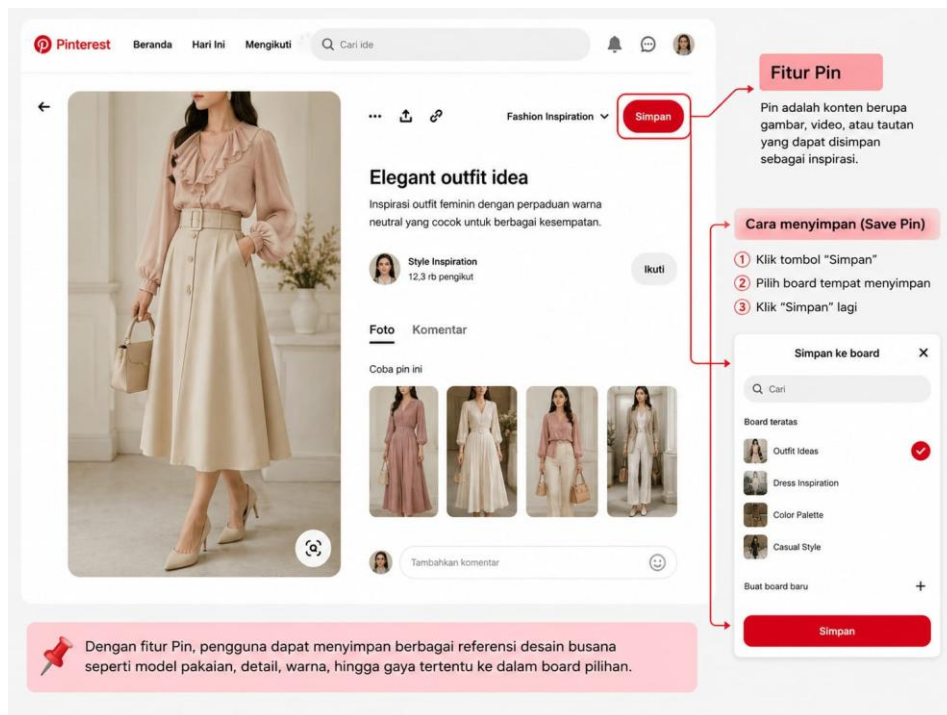 Pinterest
Beranda
Hari Ini
Mengikuti
Cari ide
Fashion Inspiration
Simpan
Elegant outfit idea
Inspirasi outfit feminin dengan perpaduan warna
neutral yang cocok untuk berbagai kesempatan.
Style Inspiration
12,3 rb pengikut
Ikuti
Foto
Komentar
Coba pin ini
Tambahkan komentar
Fitur Pin
Pin adalah konten berupa
gambar, video, atau tautan
yang dapat disimpan
sebagai inspirasi.
Cara menyimpan (Save Pin)
1 Klik tombol “Simpan”
2 Pilih board tempat menyimpan
3 Klik “Simpan” lagi
Simpan ke board
Cari
Board teratas
Outfit Ideas
Dress Inspiration
Color Palette
Casual Style
Buat board baru
Simpan
Dengan fitur Pin, pengguna dapat menyimpan berbagai referensi desain busana
seperti model pakaian, detail, warna, hingga gaya tertentu ke dalam board pilihan.